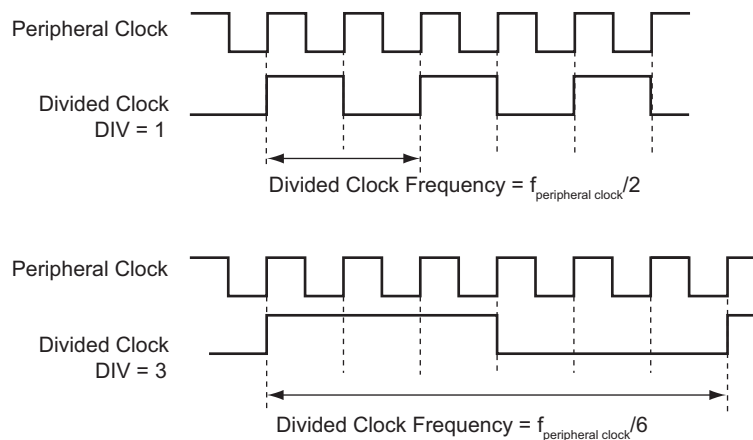 Peripheral Clock
Divided Clock
DIV = 1
Divided Clock Frequency = fperipheral clock/2
Peripheral Clock
Divided Clock
DIV = 3
Divided Clock Frequency = fperipheral clock/6